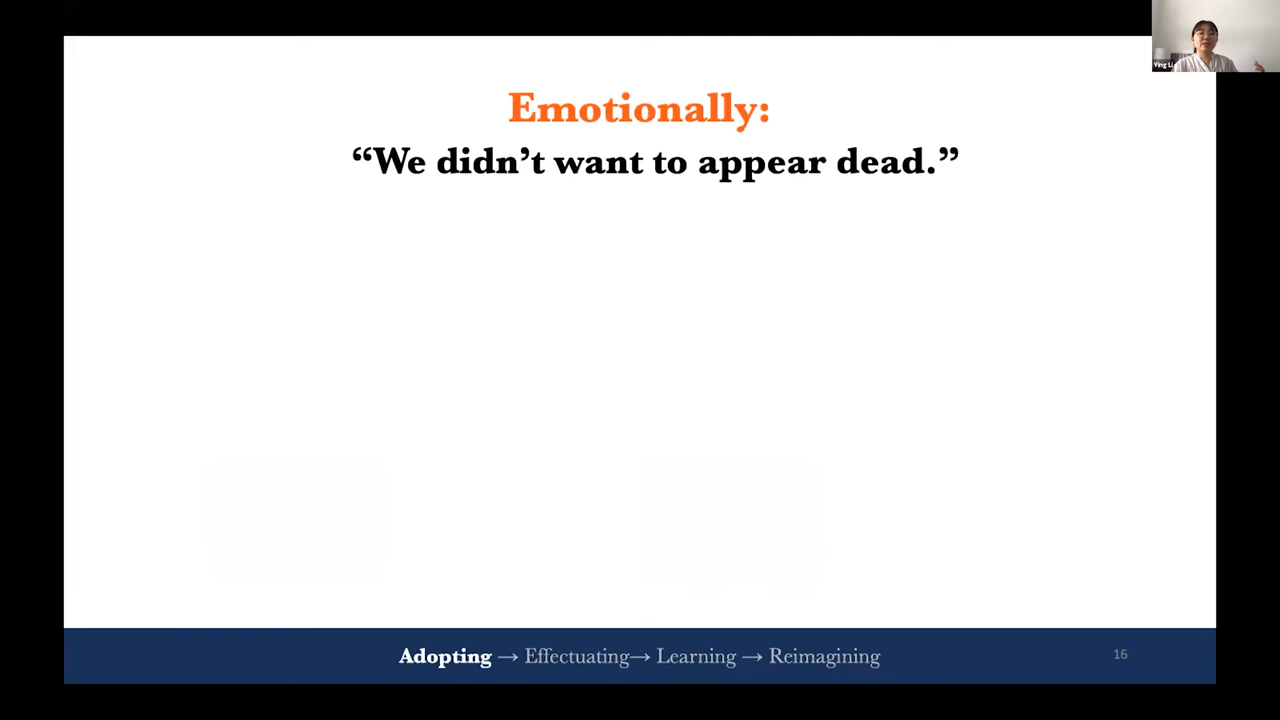 Emotionally:
“We didn’t want to appear dead.”
Adopting → Effectuating→ Learning → Reimagining
16